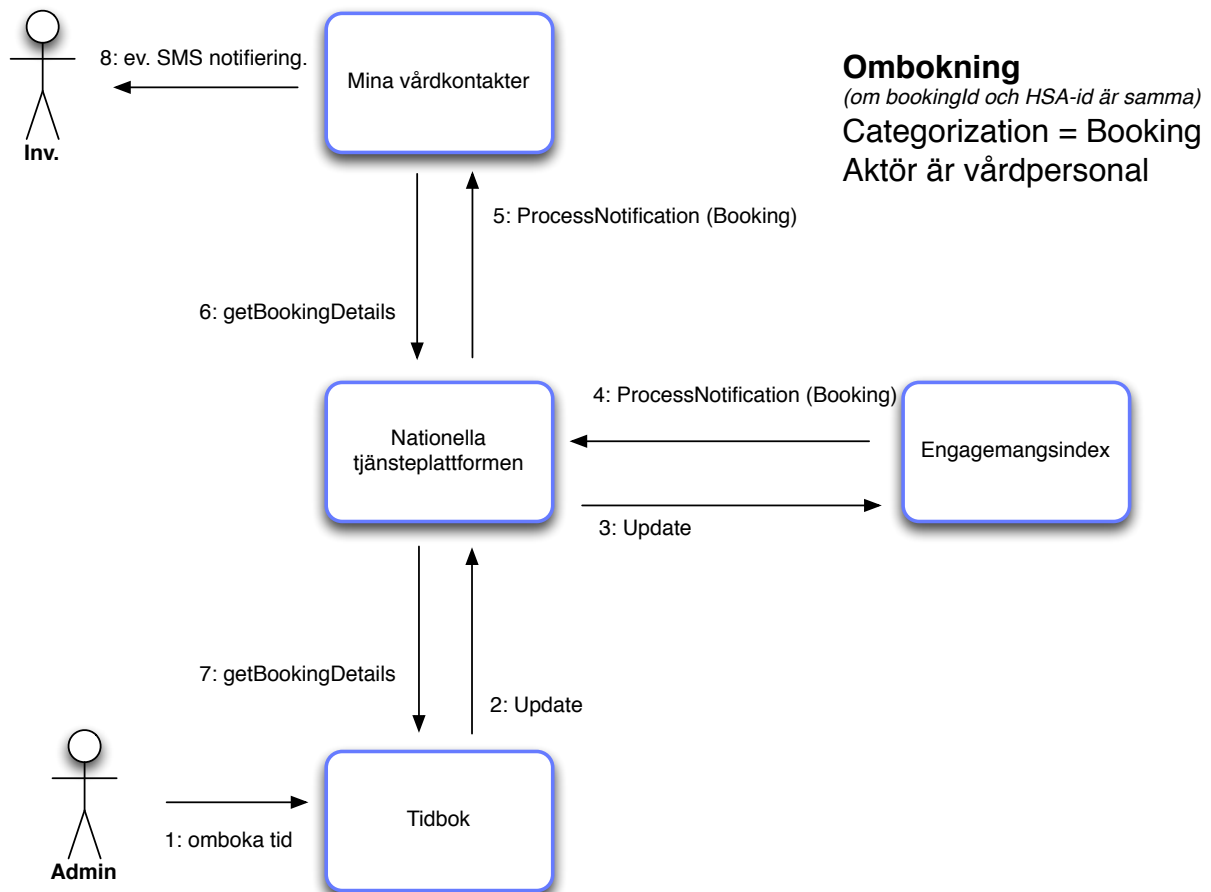 8: ev. SMS notifiering.
Inv.
Mina vårdkontakter
Ombokning
(om bookingId och HSA-id är samma)
Categorization = Booking
Aktör är vårdpersonal
5: ProcessNotification (Booking)
6: getBookingDetails
Nationella
tjänsteplattformen
4: ProcessNotification (Booking)
Engagemangsindex
3: Update
7: getBookingDetails
2: Update
Admin
1: omboka tid
Tidbok